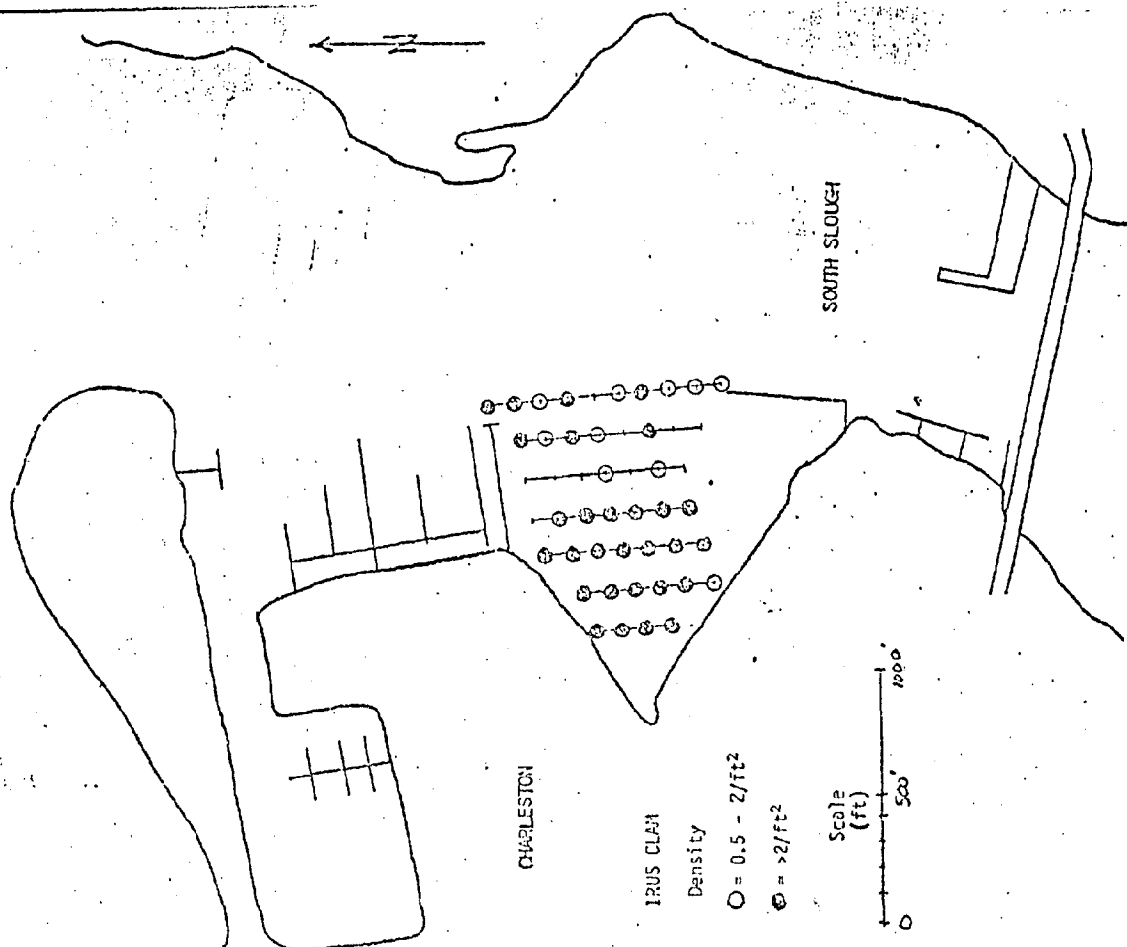 N
SOUTH SLOUGH
CHARLESTON
IRUS CLAM
Density
O = 0.5 - 2/ft²
● = >2/ft²
Scale
(ft)
0 500' 1000'